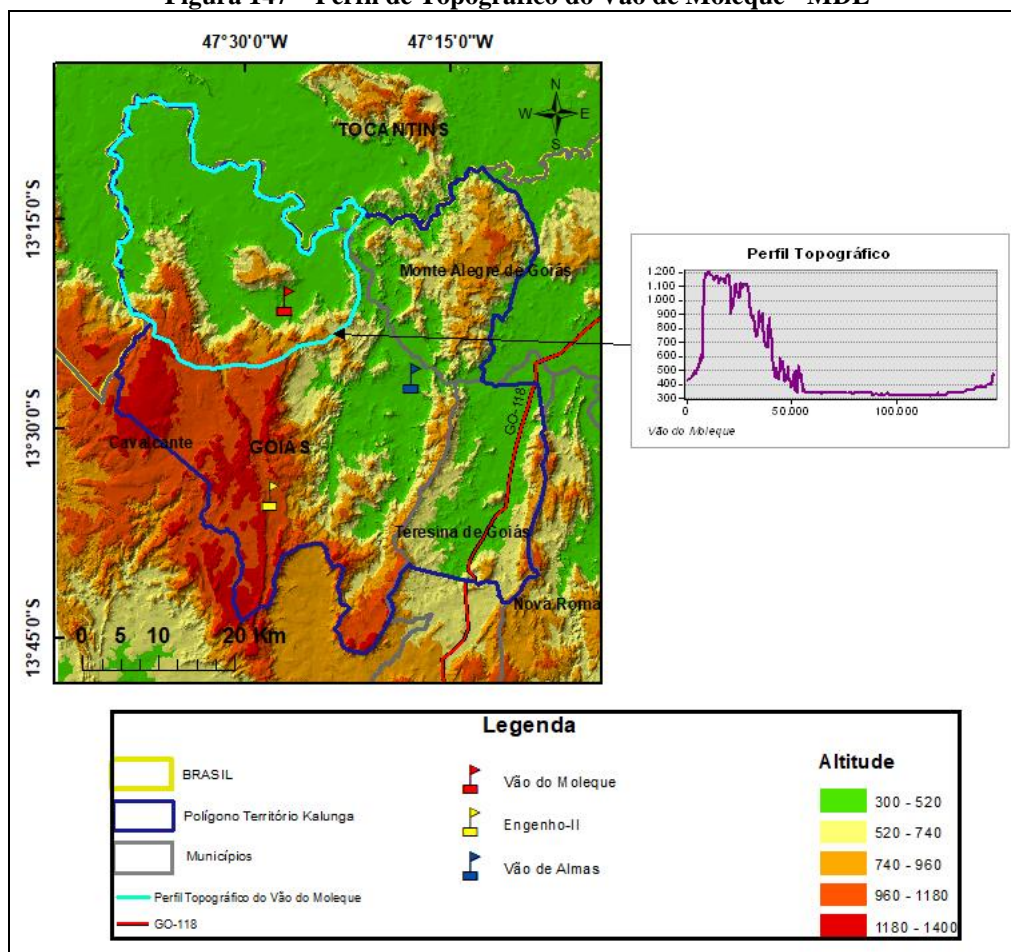 Figura 147 – Perfil de Topográfico do Vão de Moleque - MDE
47°30'0"W 47°15'0"W
N
W E
S
TOCANTINS
13°15'0"S
Monte Alegre de Goiás
Perfil Topográfico
1.200
1.100
1.000
900
800
700
600
500
400
300
0 50.000 100.000
Vão do Moleque
13°30'0"S
GO-118
Cavalcante
GOIÁS
Teresina de Goiás
Nova Roma
13°45'0"S
0 5 10 20 Km
Legenda
BRASIL
Polígono Território Kalunga
Municípios
Perfil Topográfico do Vão do Moleque
GO-118
Vão do Moleque
Engenho-II
Vão de Almas
Altitude
300 - 520
520 - 740
740 - 960
960 - 1180
1180 - 1400